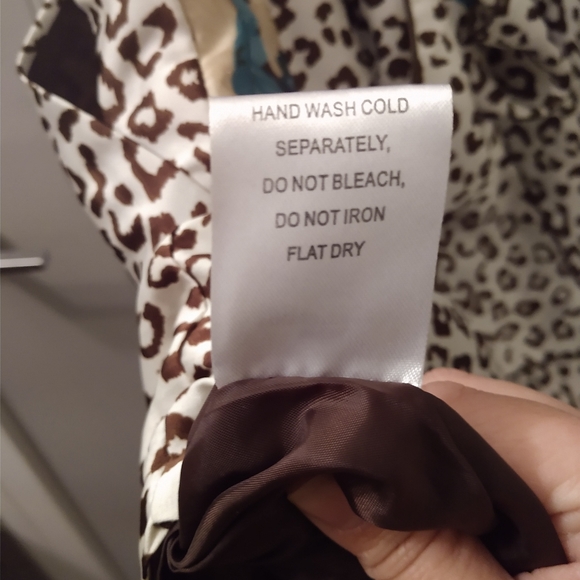 HAND WASH COLD
SEPARATELY,
DO NOT BLEACH,
DO NOT IRON
FLAT DRY